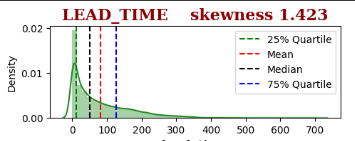 LEAD_TIME skewness 1.423
0.02
25% Quartile
Mean
0.01
Median
75% Quartile
0.00
Density
0 100 200 300 400 500 600 700